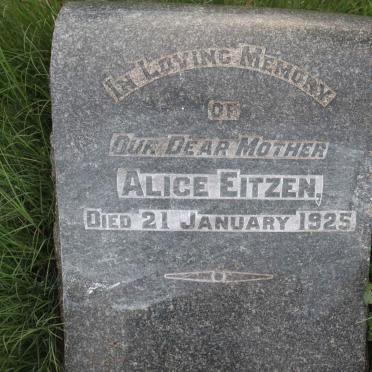 IN LOVING MEMORY
OF
OUR DEAR MOTHER
ALICE EITZEN,
DIED 21 JANUARY 1925